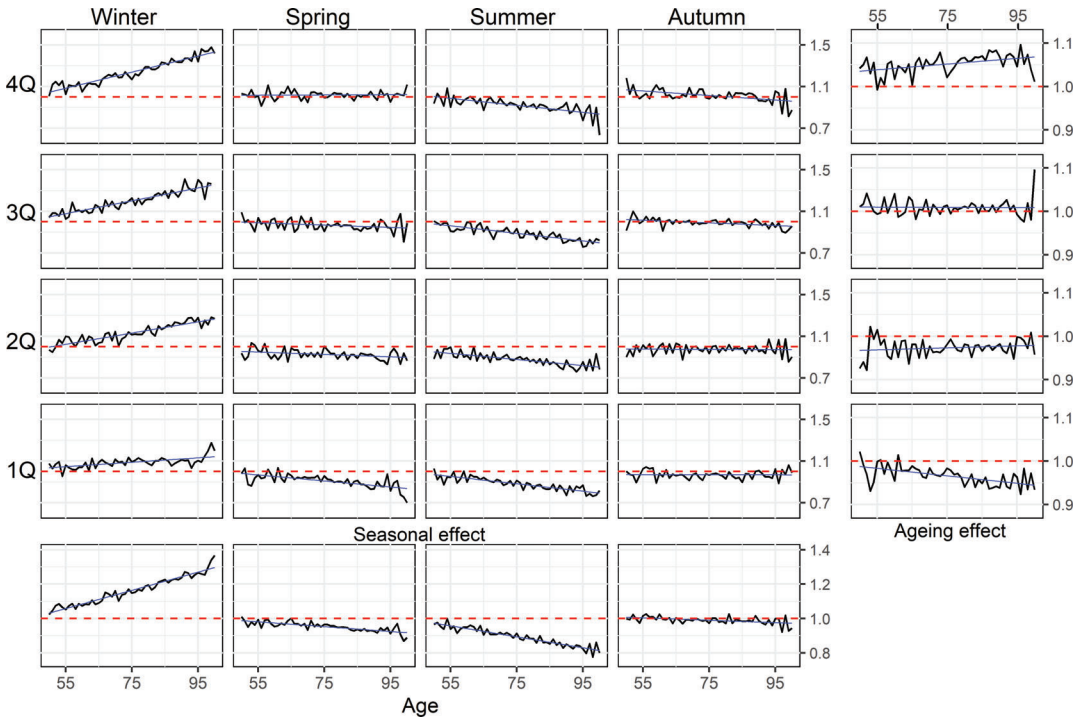 Winter Spring Summer Autumn 55 95
4Q 1.5 1.1 0.7 1.1 1.0 0.9
3Q 1.5 1.1 0.7 1.1 1.0 0.9
2Q 1.5 1.1 0.7 1.1 1.0 0.9
1Q 1.5 1.1 0.7 1.1 1.0 0.9
Seasonal effect Ageing effect
1.4 1.2 1.0 0.8
55 75 95 55 75 95 55 75 95 55 75 95
Age